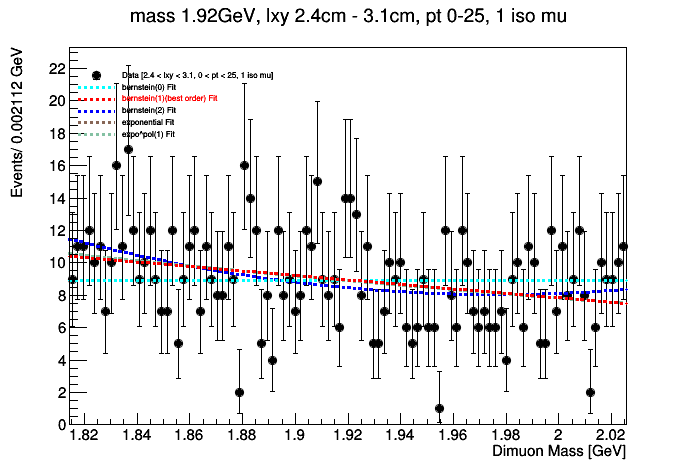 mass 1.92GeV, lxy 2.4cm - 3.1cm, pt 0-25, 1 iso mu
Events/ 0.002112 GeV
22
20
18
16
14
12
10
8
6
4
2
0
Data [2.4 < lxy < 3.1, 0 < pt < 25, 1 iso mu]
bernstein(0) Fit
bernstein(1)(best order) Fit
bernstein(2) Fit
exponential Fit
expo*pol(1) Fit
1.82 1.84 1.86 1.88 1.9 1.92 1.94 1.96 1.98 2 2.02
Dimuon Mass [GeV]